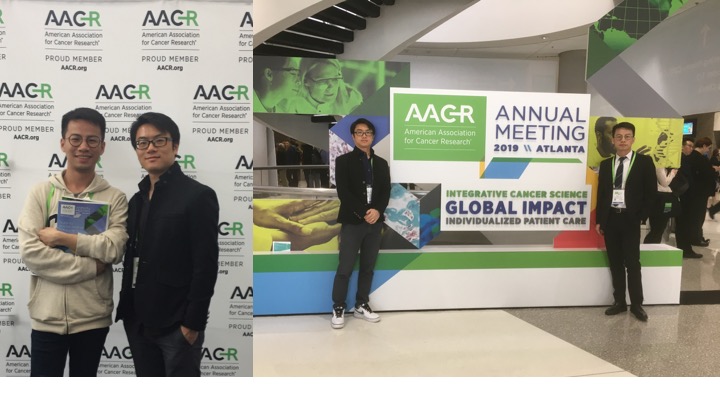 AACR
American Association
for Cancer Research®
PROUD MEMBER
AACR.org
AACR
American Association
for Cancer Research®
ANNUAL
MEETING
2019 \\ ATLANTA
INTEGRATIVE CANCER SCIENCE
GLOBAL IMPACT
INDIVIDUALIZED PATIENT CARE